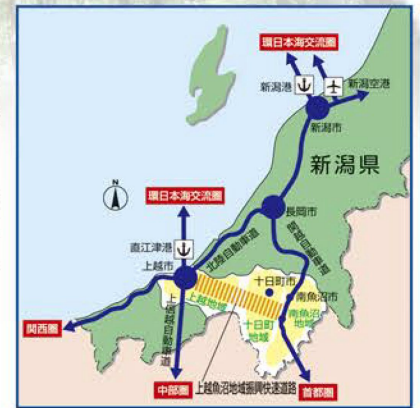 環日本海交流圏
新潟港
新潟空港
新潟市
新潟県
環日本海交流圏
長岡市
直江津港
上越市
北陸自動車道
関越自動車道
十日町市
南魚沼市
上越地域
十日町地域
南魚沼地域
上信越自動車道
関西圏
中部圏
上越魚沼地域振興快速道路
首都圏